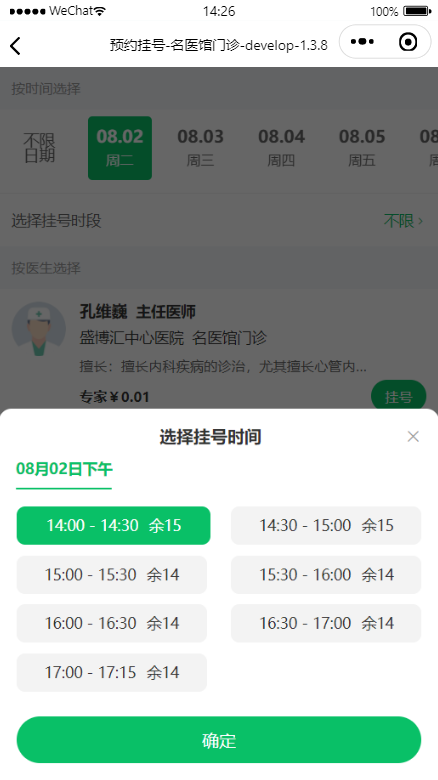 WeChat 14:26 100%
预约挂号-名医馆门诊-develop-1.3.8
按时间选择
不限日期 08.02 周二 08.03 周三 08.04 周四 08.05 周五 08
选择挂号时段 不限 >
按医生选择
孔维巍 主任医师
盛博汇中心医院 名医馆门诊
擅长：擅长内科疾病的诊治，尤其擅长心管内...
专家￥0.01 挂号
选择挂号时间
08月02日下午
14:00 - 14:30 余15 14:30 - 15:00 余15
15:00 - 15:30 余14 15:30 - 16:00 余14
16:00 - 16:30 余14 16:30 - 17:00 余14
17:00 - 17:15 余14
确定